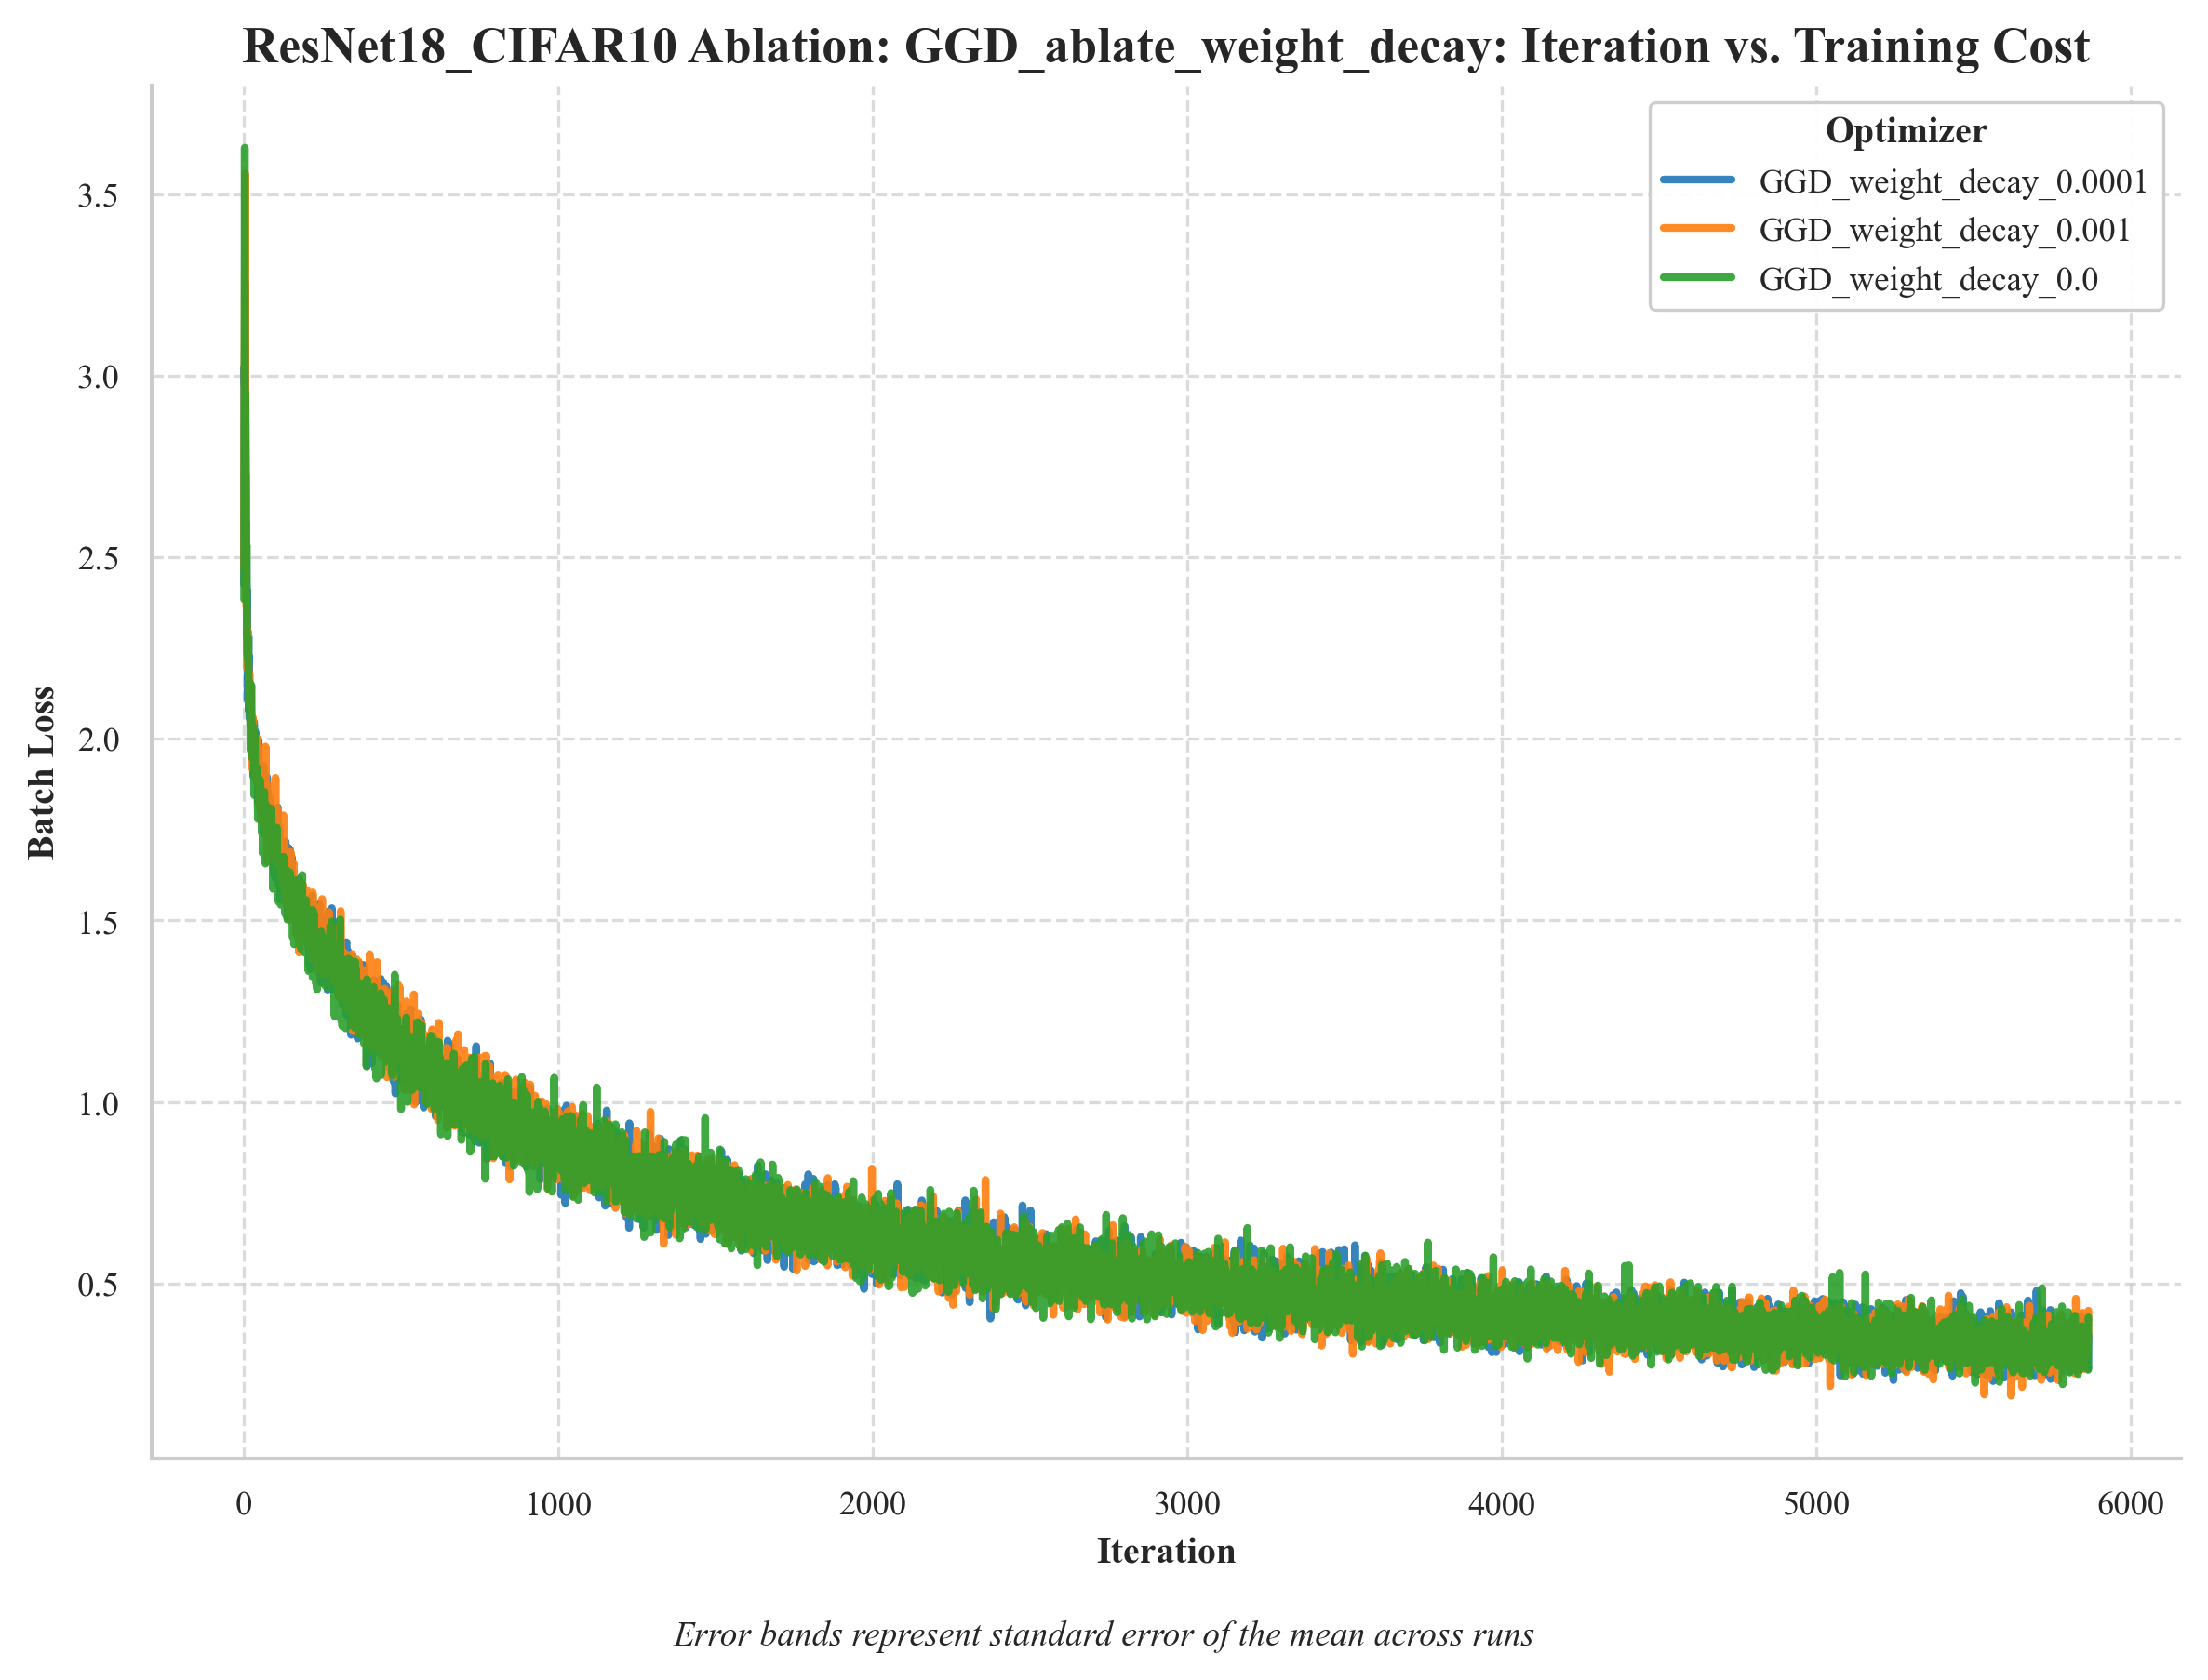 ResNet18_CIFAR10 Ablation: GGD_ablate_weight_decay: Iteration vs. Training Cost
Optimizer
GGD_weight_decay_0.0001
GGD_weight_decay_0.001
GGD_weight_decay_0.0
Batch Loss
3.5
3.0
2.5
2.0
1.5
1.0
0.5
0
1000
2000
3000
4000
5000
6000
Iteration
Error bands represent standard error of the mean across runs